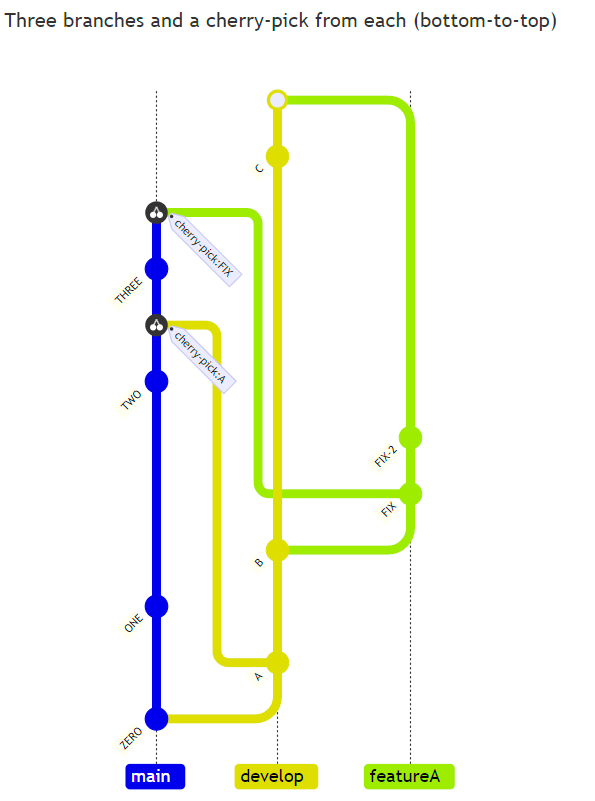 Three branches and a cherry-pick from each (bottom-to-top)
C
cherry-pick:FIX
THREE
cherry-pick:A
TWO
FIX-2
FIX
B
ONE
A
ZERO
main
develop
featureA